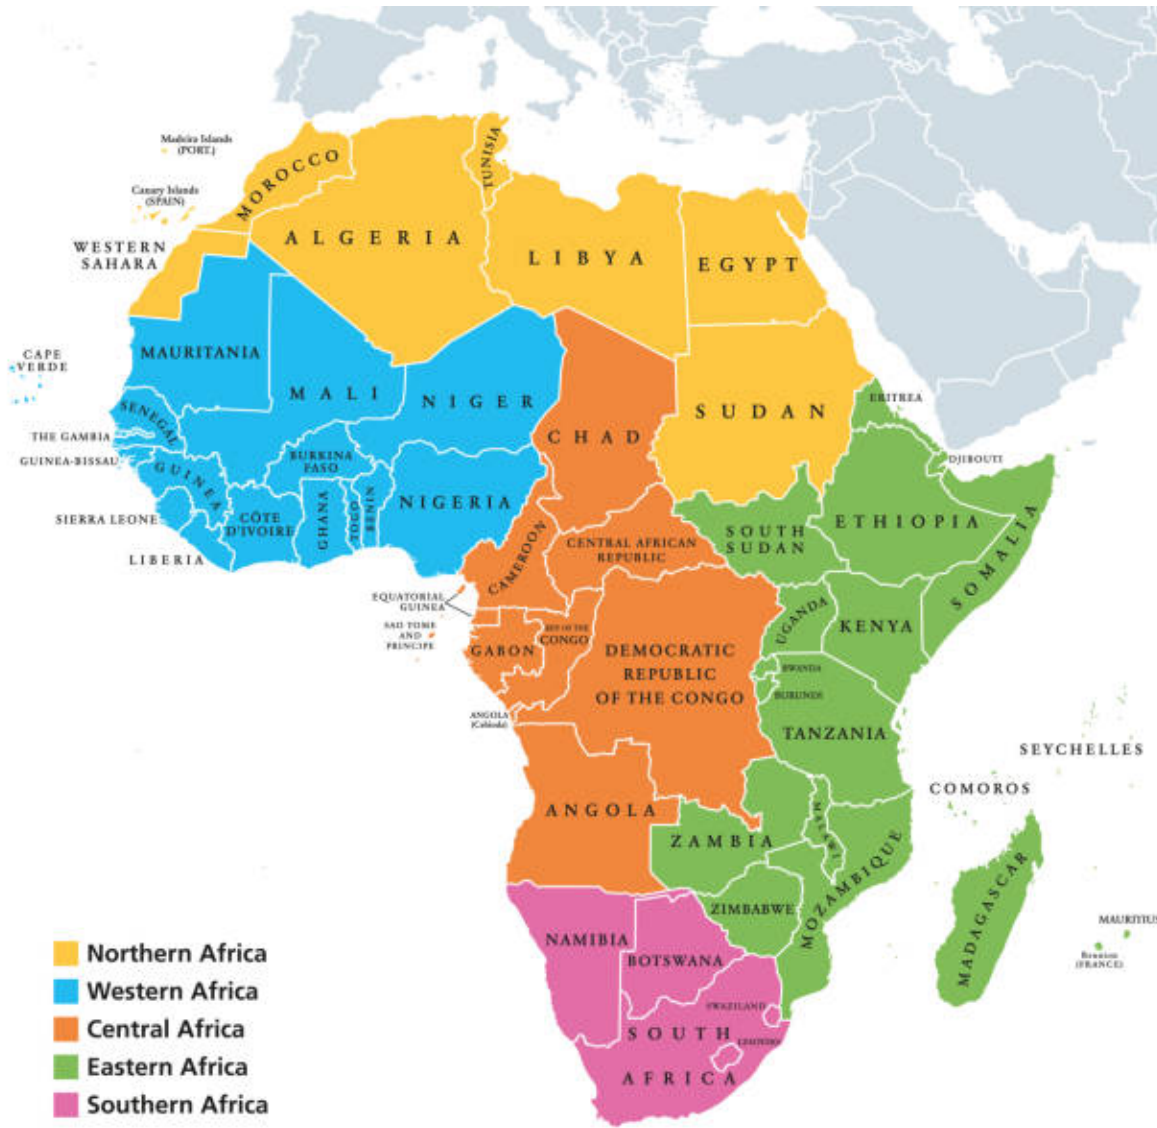 Madeira Islands
(PORT.)
Canary Islands
(SPAIN)
MOROCCO
TUNISIA
ALGERIA
LIBYA
EGYPT
WESTERN
SAHARA
MAURITANIA
CAPE
VERDE
MALI
NIGER
CHAD
SUDAN
ERITREA
SENEGAL
THE GAMBIA
GUINEA-BISSAU
GUINEA
BURKINA
FASO
NIGERIA
DJIBOUTI
SIERRA LEONE
CÔTE
D'IVOIRE
GHANA
TOGO
BENIN
LIBERIA
CENTRAL AFRICAN
REPUBLIC
SOUTH
SUDAN
ETHIOPIA
SOMALIA
CAMEROON
EQUATORIAL
GUINEA
SAO TOME
AND
PRINCIPE
GABON
REP OF THE
CONGO
DEMOCRATIC
REPUBLIC
OF THE CONGO
UGANDA
KENYA
RWANDA
BURUNDI
TANZANIA
ANGOLA
(Cabinda)
SEYCHELLES
COMOROS
ANGOLA
ZAMBIA
MALAWI
MOZAMBIQUE
MADAGASCAR
MAURITIUS
Reunion
(FRANCE)
ZIMBABWE
NAMIBIA
BOTSWANA
SWAZILAND
LESOTHO
SOUTH
AFRICA
Northern Africa
Western Africa
Central Africa
Eastern Africa
Southern Africa